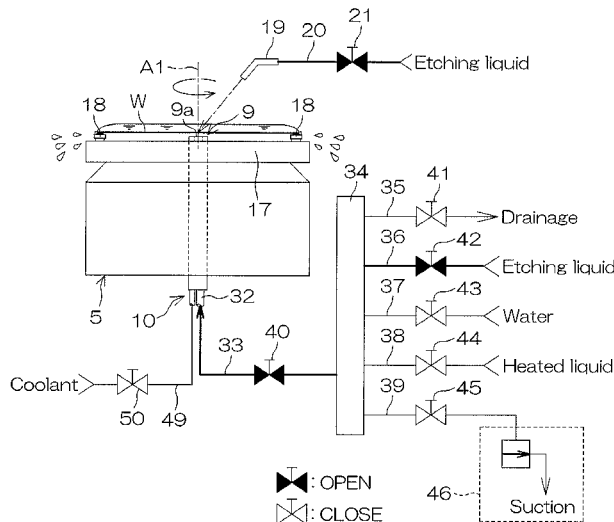 19
20
21
Etching liquid
A1
9a
9
18
W
18
17
34
35
41
Drainage
36
42
Etching liquid
5
10
32
37
43
Water
40
38
44
Heated liquid
33
Coolant
50
49
39
45
46
Suction
: OPEN
: CLOSE